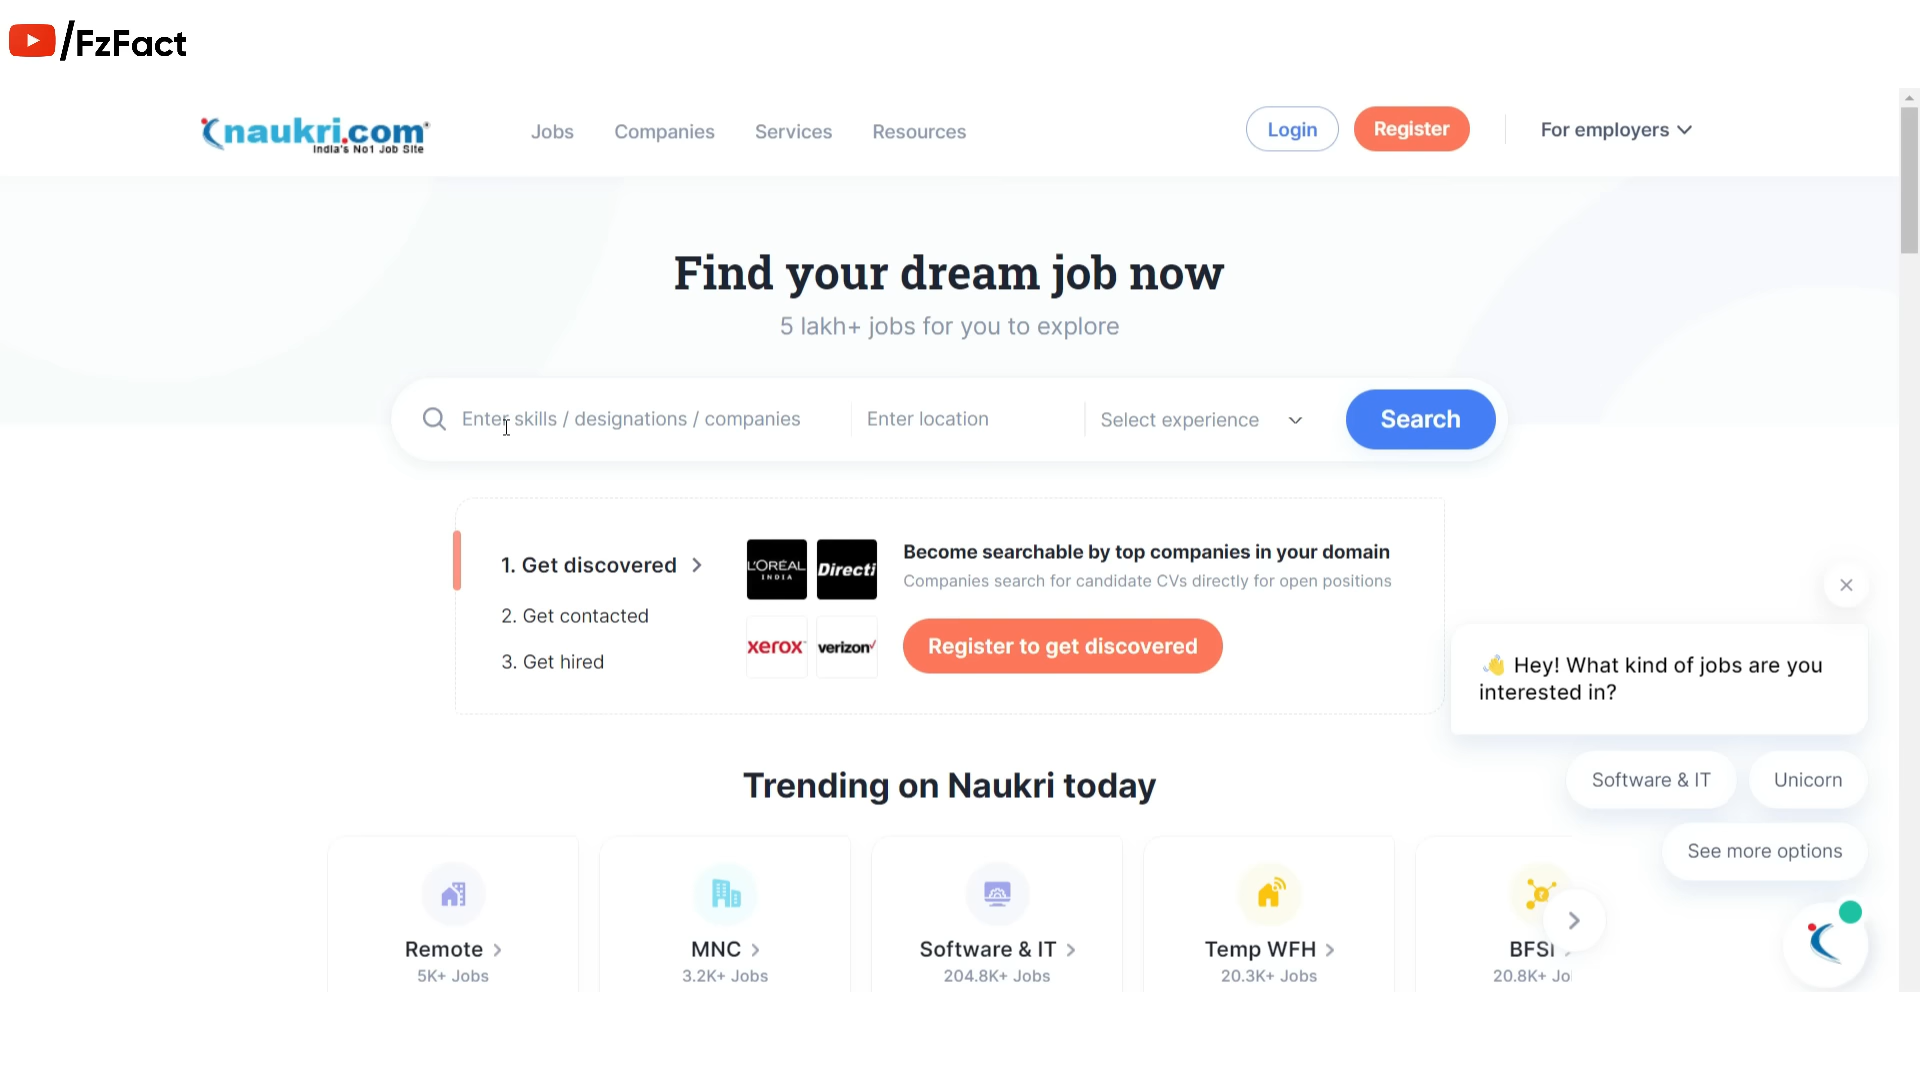 /FzFact
naukri.com
India's No1 Job Site
Jobs
Companies
Services
Resources
Login
Register
For employers
Find your dream job now
5 lakh+ jobs for you to explore
Enter skills / designations / companies
Enter location
Select experience
Search
1. Get discovered
2. Get contacted
3. Get hired
L'ORÉAL
INDIA
Directi
xerox
verizon
Become searchable by top companies in your domain
Companies search for candidate CVs directly for open positions
Register to get discovered
👋 Hey! What kind of jobs are you
interested in?
Software & IT
Unicorn
See more options
Trending on Naukri today
Remote
5K+ Jobs
MNC
3.2K+ Jobs
Software & IT
204.8K+ Jobs
Temp WFH
20.3K+ Jobs
BFSI
20.8K+ Jo